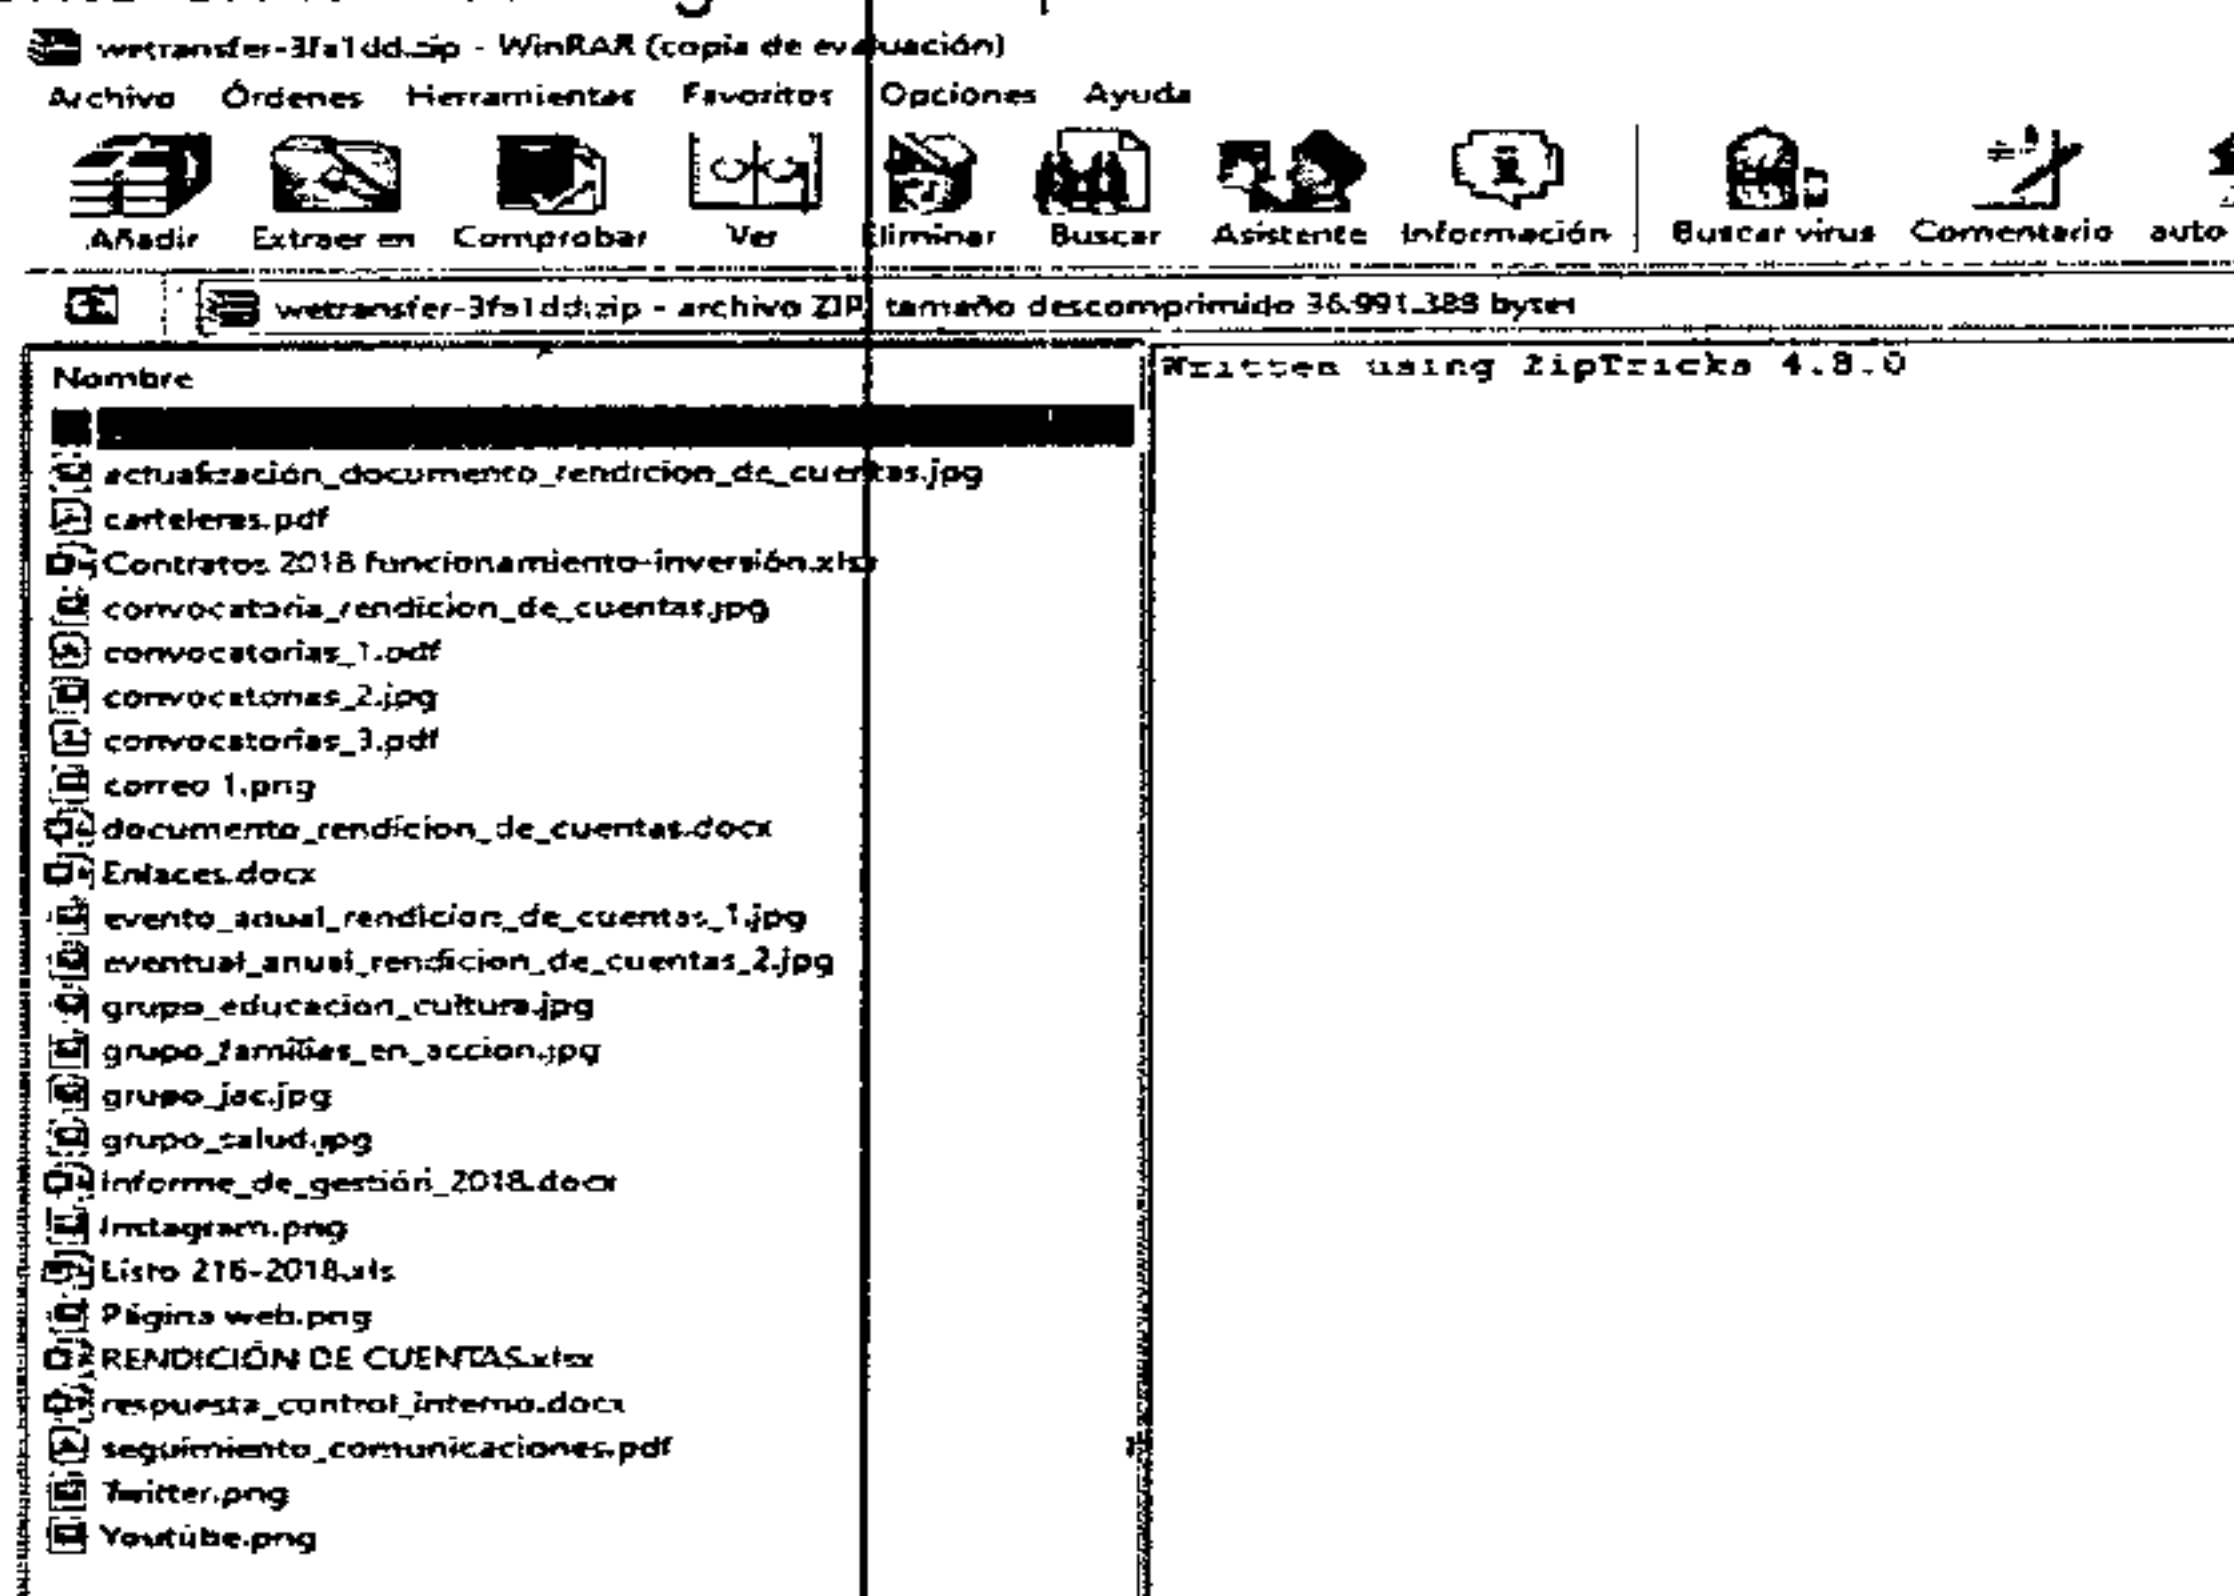 wetransfer-3fa1dd.zip - WinRAR (copia de evaluación)
Archivo Órdenes Herramientas Favoritos Opciones Ayuda
Añadir Extraer en Comprobar Ver Eliminar Buscar Asistente Información Buscar virus Comentario auto
wetransfer-3fa1dd.zip - archivo ZIP, tamaño descomprimido 36.991.388 bytes
Nombre
Written using ZipTricks 4.8.0
actualización_documento_rendicion_de_cuentas.jpg
carteleras.pdf
Contratos 2018 funcionamiento-inversión.xlsx
convocatoria_rendicion_de_cuentas.jpg
convocatorias_1.pdf
convocatorias_2.jpg
convocatorias_3.pdf
correo 1.png
documento_rendicion_de_cuentas.docx
Enlaces.docx
evento_anual_rendicion_de_cuentas_1.jpg
eventual_anual_rendicion_de_cuentas_2.jpg
grupo_educacion_cultura.jpg
grupo_familias_en_accion.jpg
grupo_jac.jpg
grupo_salud.jpg
informe_de_gestión_2018.docx
Instagram.png
Listo 216-2018.xls
Página web.png
RENDICIÓN DE CUENTAS.xlsx
respuesta_control_interno.docx
seguimiento_comunicaciones.pdf
Twitter.png
Youtube.png